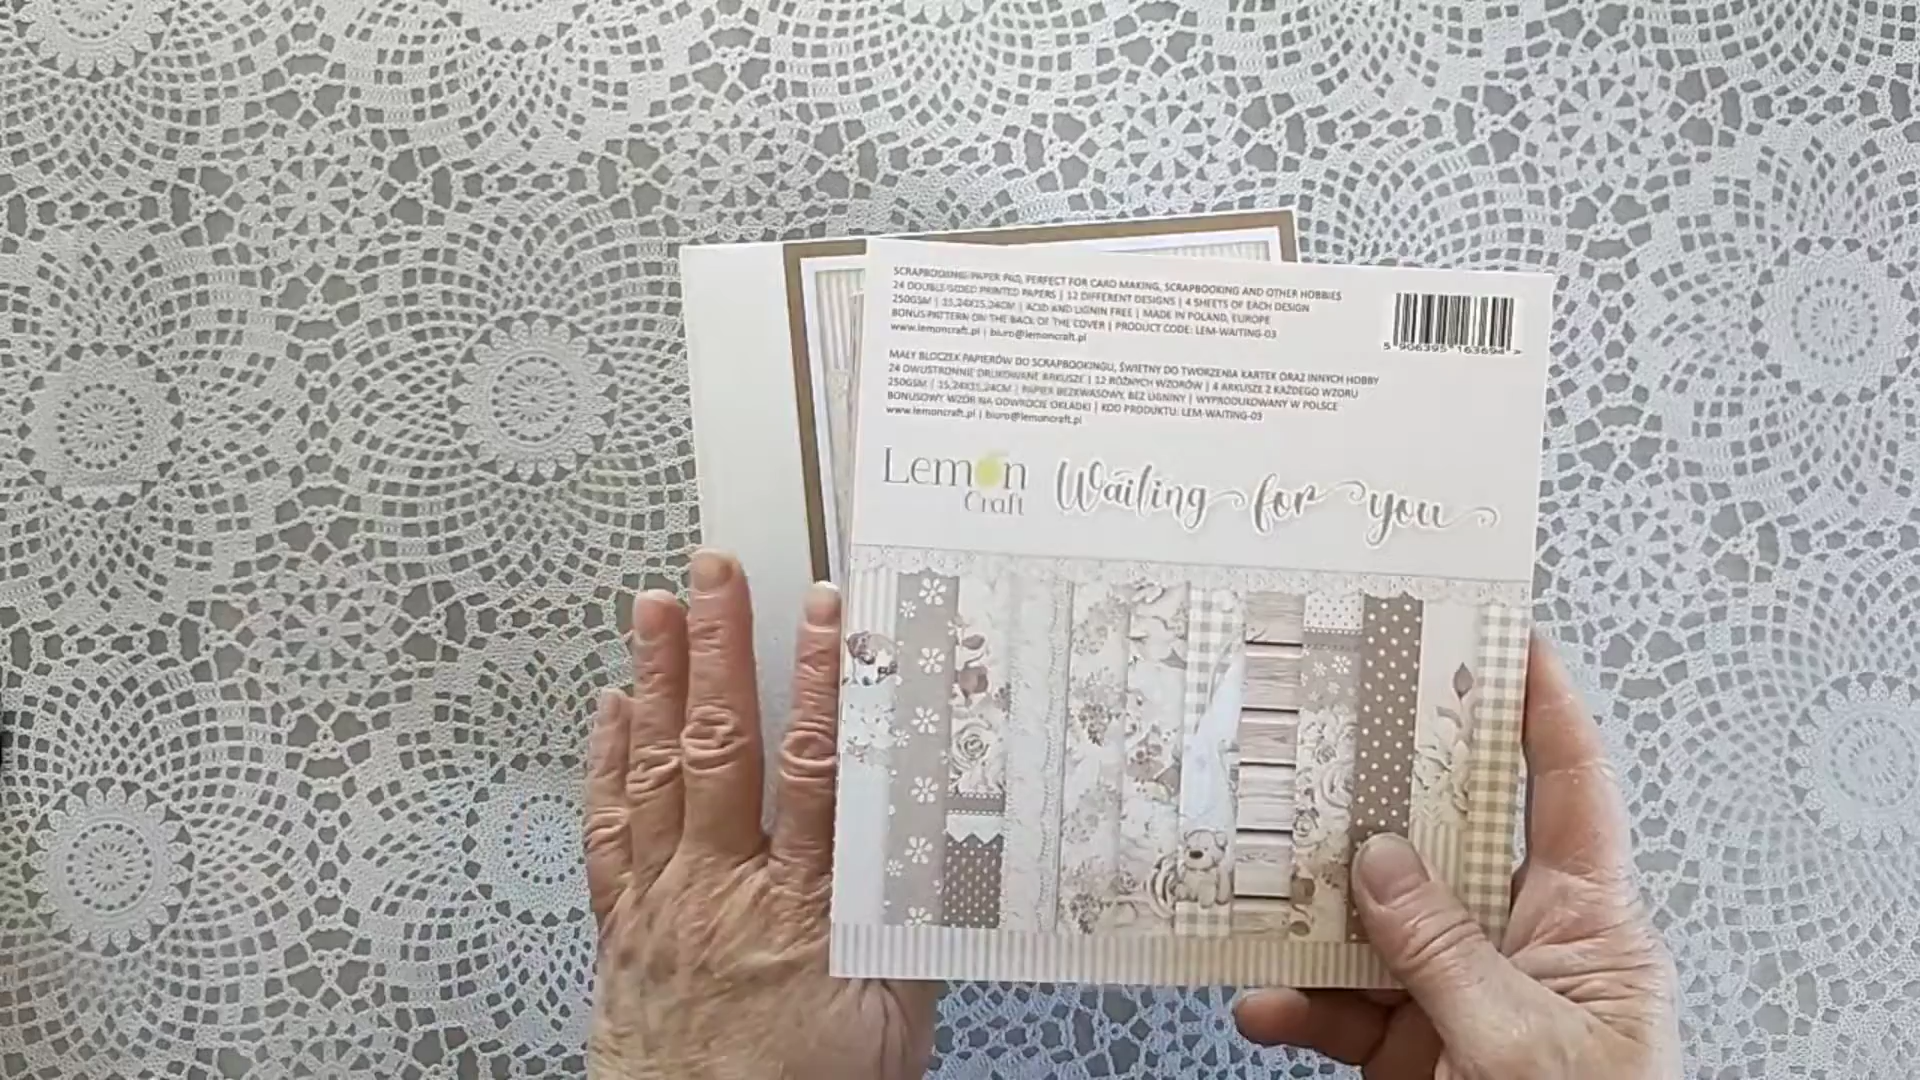 SCRAPBOOKING PAPER PAD, PERFECT FOR CARD MAKING, SCRAPBOOKING AND OTHER HOBBIES
24 DOUBLE-SIDED PRINTED PAPERS | 12 DIFFERENT DESIGNS | 4 SHEETS OF EACH DESIGN
250GSM | 15,24X15,24CM | ACID AND LIGNIN FREE | MADE IN POLAND, EUROPE
BONUS PATTERN ON THE BACK OF THE COVER | PRODUCT CODE: LEM-WAITING-03
www.lemoncraft.pl | biuro@lemoncraft.pl
5 906395 163694 >
MAŁY BLOCZEK PAPIERÓW DO SCRAPBOOKINGU, ŚWIETNY DO TWORZENIA KARTEK ORAZ INNYCH HOBBY
24 DWUSTRONNIE DRUKOWANE ARKUSZE | 12 RÓŻNYCH WZORÓW | 4 ARKUSZE Z KAŻDEGO WZORU
250GSM | 15,24X15,24CM | PAPIER BEZKWASOWY, BEZ LIGNINY | WYPRODUKOWANY W POLSCE
BONUSOWY WZÓR NA ODWROCIE OKŁADKI | KOD PRODUKTU: LEM-WAITING-03
www.lemoncraft.pl | biuro@lemoncraft.pl
Lemon
Craft
Waiting for you